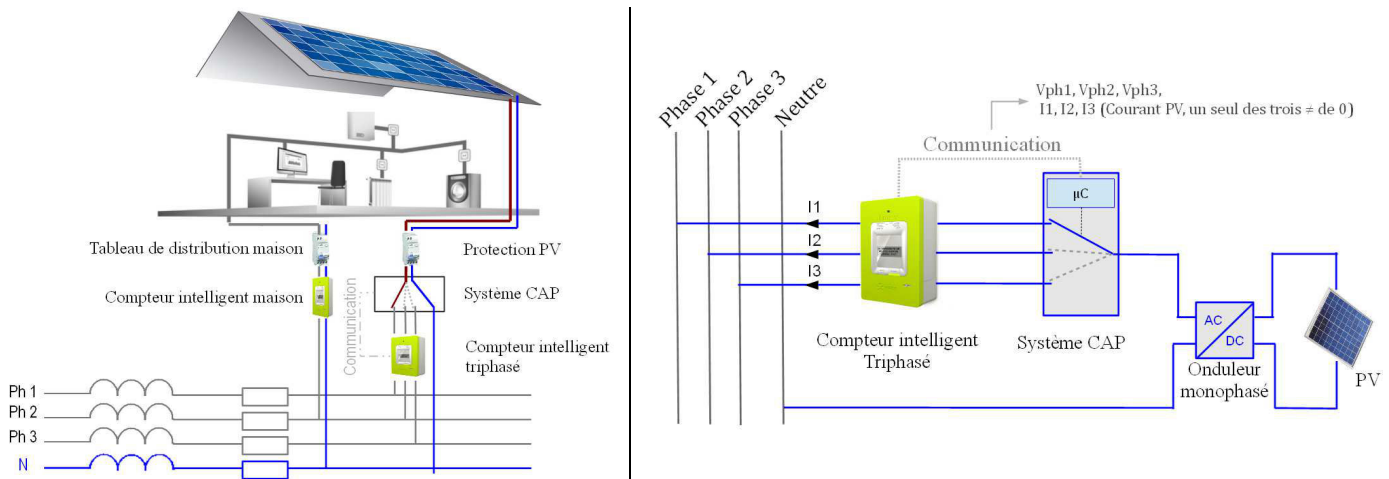 Tableau de distribution maison
Protection PV
Compteur intelligent maison
Système CAP
Communication
Compteur intelligent
triphasé
Ph 1
Ph 2
Ph 3
N
Phase 1
Phase 2
Phase 3
Neutre
Vph1, Vph2, Vph3,
I1, I2, I3 (Courant PV, un seul des trois ≠ de 0)
Communication
µC
I1
I2
I3
Compteur intelligent
Triphasé
Système CAP
AC
DC
Onduleur
monophasé
PV